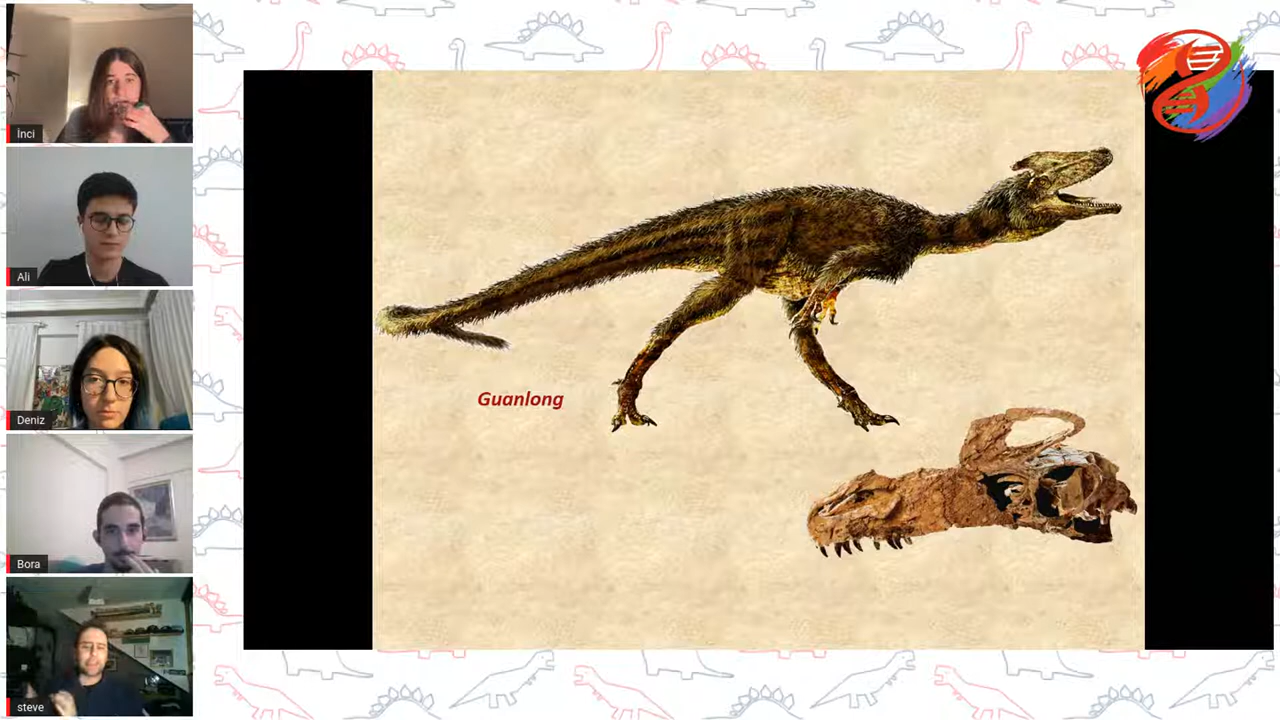 İnci
Ali
Deniz
Bora
steve
Guanlong